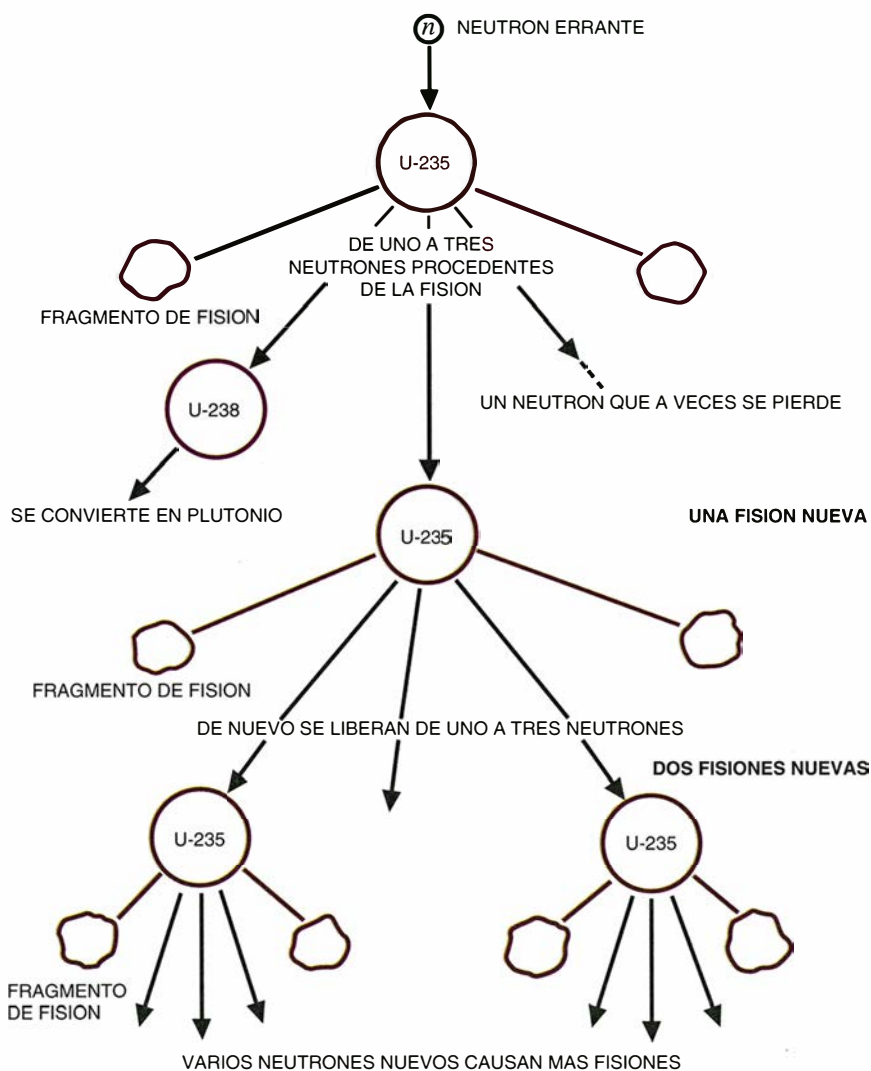 n NEUTRON ERRANTE
U-235
DE UNO A TRES
NEUTRONES PROCEDENTES
DE LA FISION
FRAGMENTO DE FISION
U-238
UN NEUTRON QUE A VECES SE PIERDE
SE CONVIERTE EN PLUTONIO
UNA FISION NUEVA
U-235
FRAGMENTO DE FISION
DE NUEVO SE LIBERAN DE UNO A TRES NEUTRONES
DOS FISIONES NUEVAS
U-235
U-235
FRAGMENTO
DE FISION
VARIOS NEUTRONES NUEVOS CAUSAN MAS FISIONES